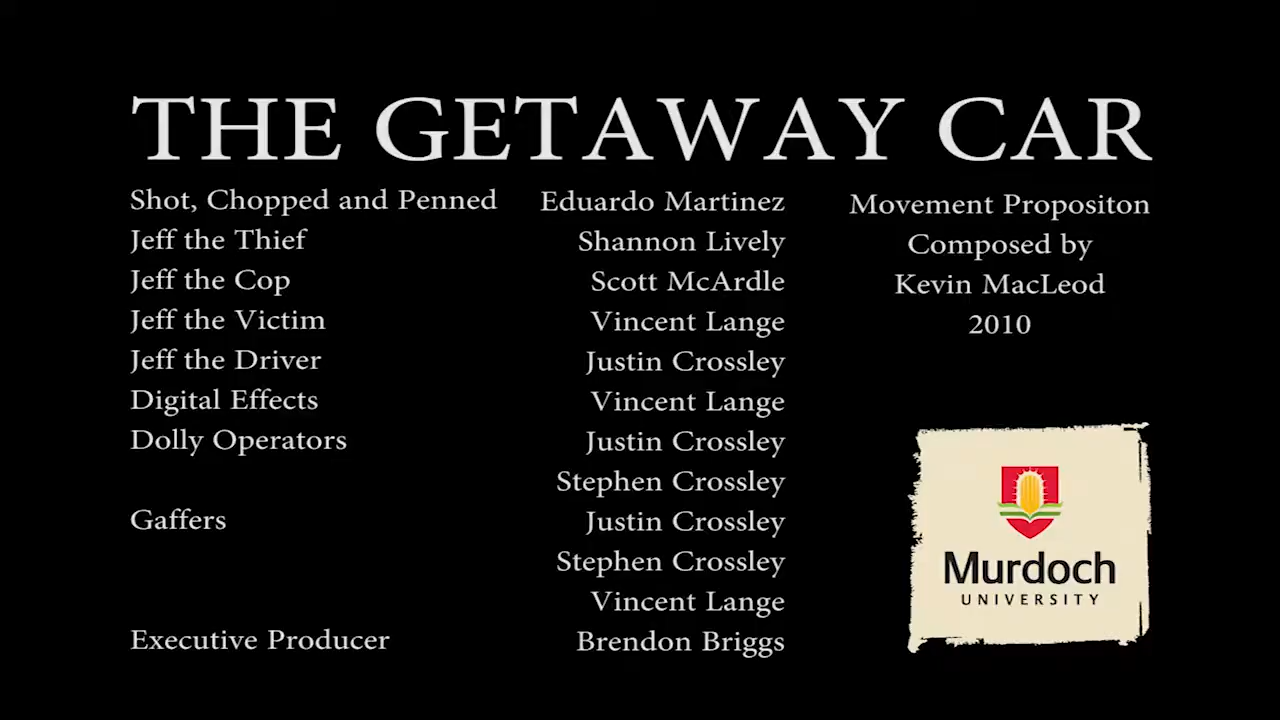 THE GETAWAY CAR
Shot, Chopped and Penned Eduardo Martinez
Jeff the Thief Shannon Lively
Jeff the Cop Scott McArdle
Jeff the Victim Vincent Lange
Jeff the Driver Justin Crossley
Digital Effects Vincent Lange
Dolly Operators Justin Crossley
Stephen Crossley
Gaffers Justin Crossley
Stephen Crossley
Vincent Lange
Executive Producer Brendon Briggs
Movement Propositon
Composed by
Kevin MacLeod
2010
Murdoch
UNIVERSITY